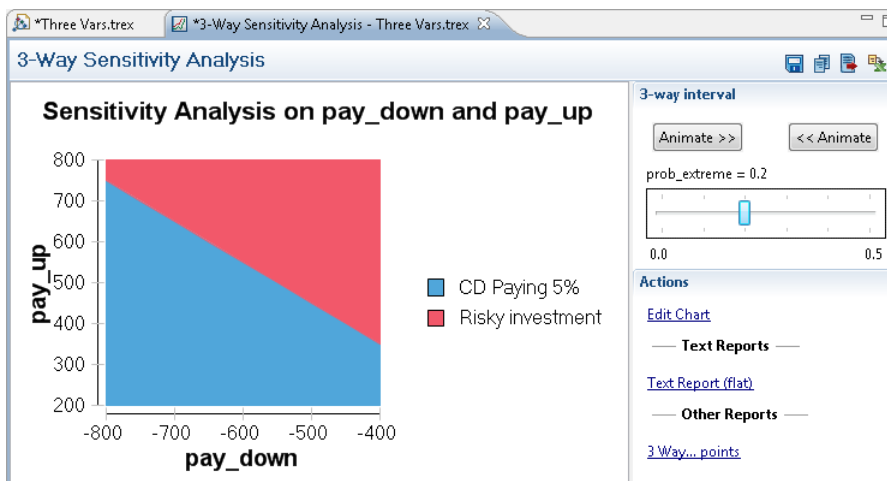 *Three Vars.trex
*3-Way Sensitivity Analysis - Three Vars.trex
3-Way Sensitivity Analysis
Sensitivity Analysis on pay_down and pay_up
800
700
600
500
400
300
200
pay_up
-800 -700 -600 -500 -400
pay_down
CD Paying 5%
Risky investment
3-way interval
Animate >> << Animate
prob_extreme = 0.2
0.0 0.5
Actions
Edit Chart
Text Reports
Text Report (flat)
Other Reports
3 Way... points